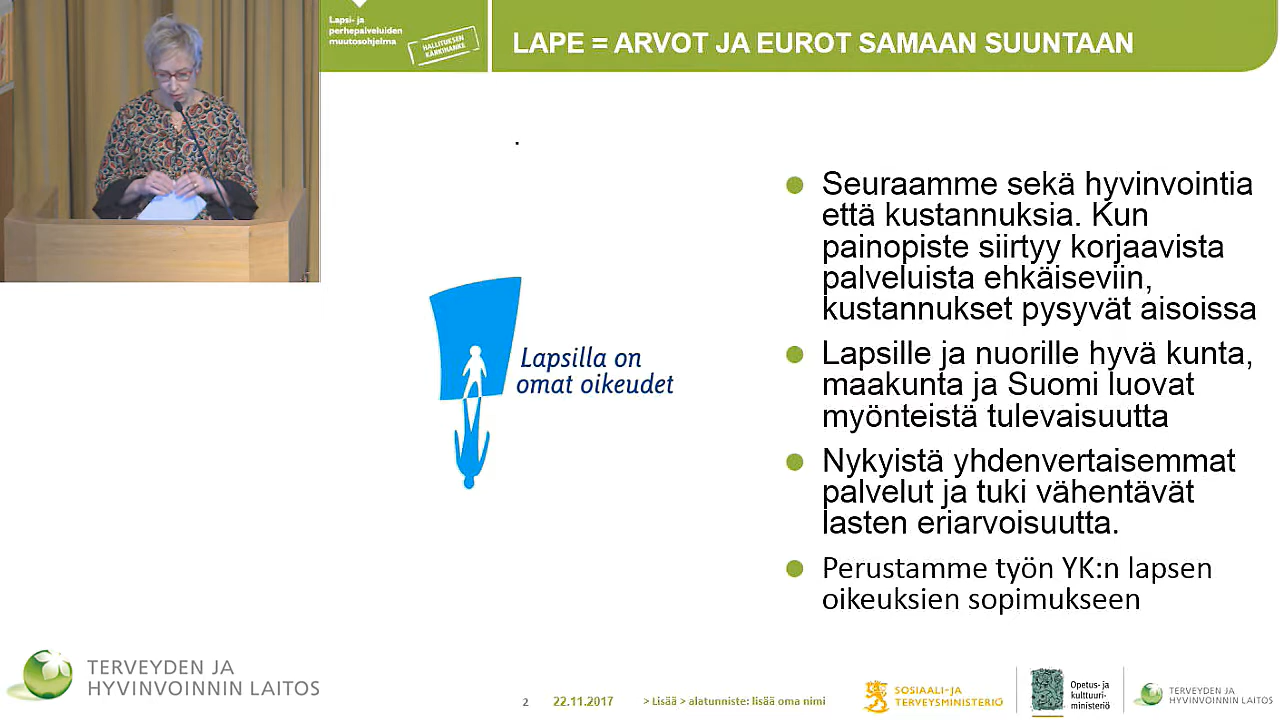 Lapsi- ja
perhepalveluiden
muutosohjelma
HALLITUKSEN
KÄRKIHANKE
LAPE = ARVOT JA EUROT SAMAAN SUUNTAAN
.
Seuraamme sekä hyvinvointia
että kustannuksia. Kun
painopiste siirtyy korjaavista
palveluista ehkäiseviin,
kustannukset pysyvät aisoissa
Lapsille ja nuorille hyvä kunta,
maakunta ja Suomi luovat
myönteistä tulevaisuutta
Nykyistä yhdenvertaisemmat
palvelut ja tuki vähentävät
lasten eriarvoisuutta.
Perustamme työn YK:n lapsen
oikeuksien sopimukseen
Lapsilla on
omat oikeudet
TERVEYDEN JA
HYVINVOINNIN LAITOS
2
22.11.2017
> Lisää > alatunniste: lisää oma nimi
SOSIAALI- JA
TERVEYSMINISTERIÖ
Opetus- ja
kulttuuri-
ministeriö
TERVEYDEN JA
HYVINVOINNIN LAITOS